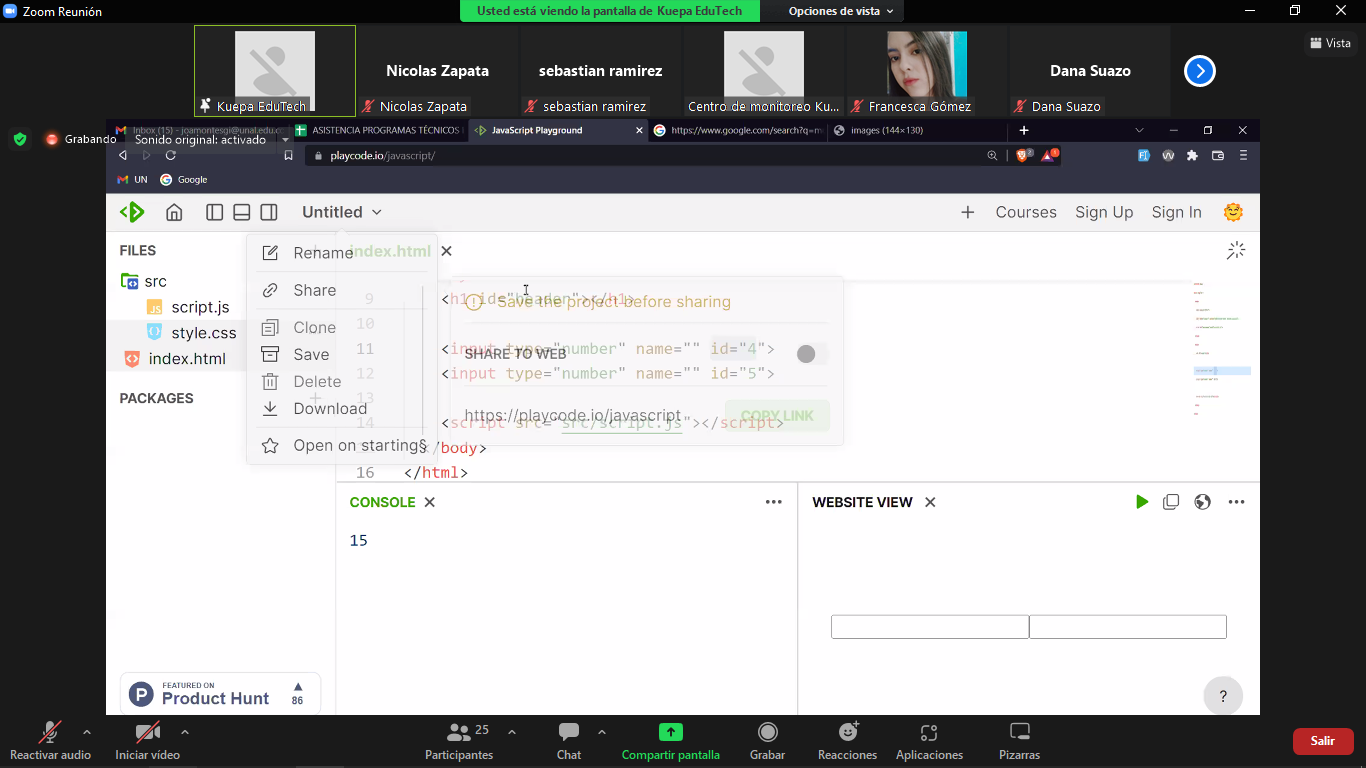 Zoom Reunión
Usted está viendo la pantalla de Kuepa EduTech
Opciones de vista
Vista
Kuepa EduTech
Nicolas Zapata
Nicolas Zapata
sebastian ramirez
sebastian ramirez
Centro de monitoreo Ku...
Francesca Gómez
Dana Suazo
Dana Suazo
Grabando
Sonido original: activado
Inbox (15) - joamontesgi@unal.edu.co
ASISTENCIA PROGRAMAS TÉCNICOS
JavaScript Playground
https://www.google.com/search?q=m
images (144×130)
playcode.io/javascript/
UN
Google
Untitled
Courses
Sign Up
Sign In
FILES
src
script.js
style.css
index.html
PACKAGES
Rename
Share
Clone
Save
Delete
Download
Open on starting§
index.html
9 <h1 id="header"></h1>
10
11 <input type="number" name="" id="4">
12 <input type="number" name="" id="5">
13
14 <script src="src/script.js"></script>
</body>
16 </html>
Save the project before sharing
SHARE TO WEB
https://playcode.io/javascript
COPY LINK
CONSOLE
15
WEBSITE VIEW
?
FEATURED ON
Product Hunt
86
Reactivar audio
Iniciar vídeo
Participantes
25
Chat
Compartir pantalla
Grabar
Reacciones
Aplicaciones
Pizarras
Salir